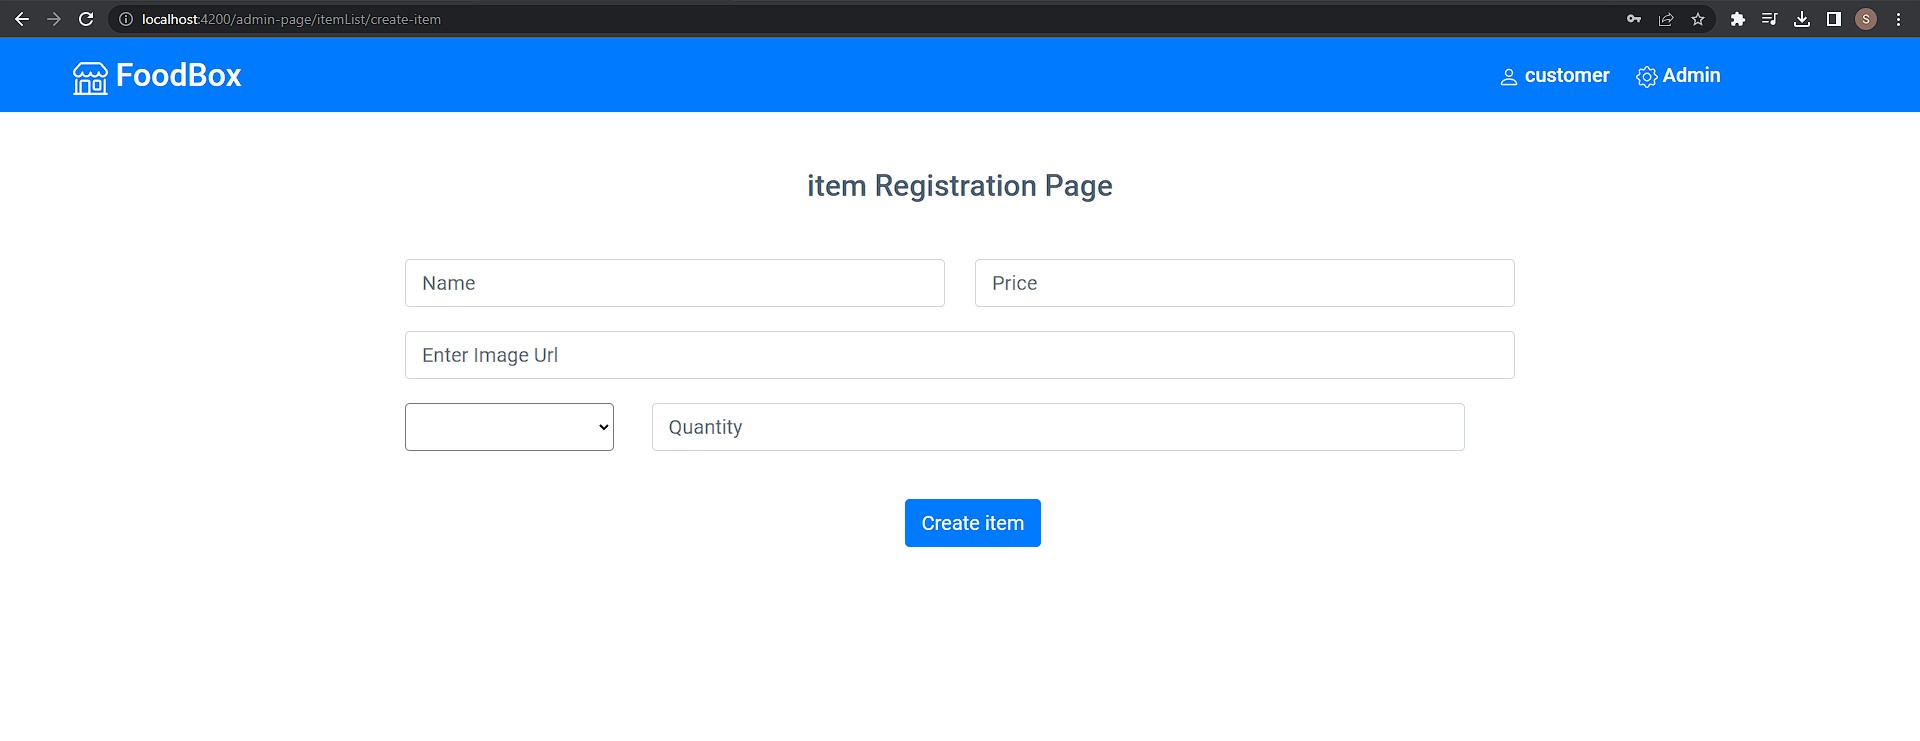 localhost:4200/admin-page/itemList/create-item
S
FoodBox
customer Admin
item Registration Page
Name Price
Enter Image Url
Quantity
Create item